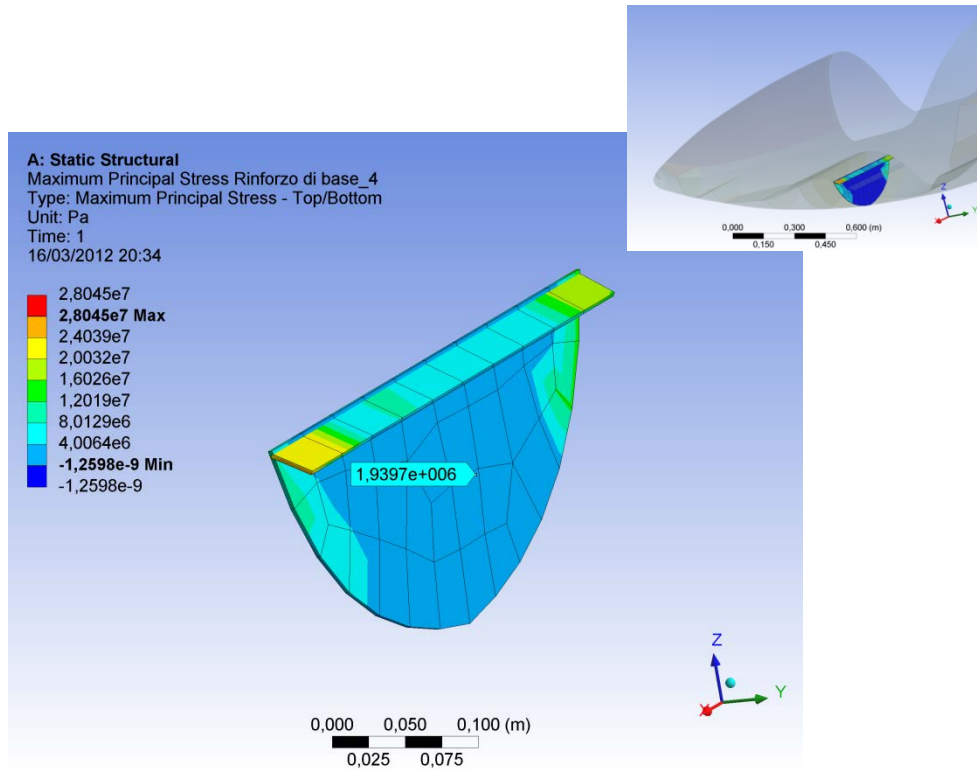 A: Static Structural
Maximum Principal Stress Rinforzo di base_4
Type: Maximum Principal Stress - Top/Bottom
Unit: Pa
Time: 1
16/03/2012 20:34
2,8045e7
2,8045e7 Max
2,4039e7
2,0032e7
1,6026e7
1,2019e7
8,0129e6
4,0064e6
-1,2598e-9 Min
-1,2598e-9
1,9397e+006
0,000 0,050 0,100 (m)
0,025 0,075
Z
Y
X
0,000 0,300 0,600 (m)
0,150 0,450
Z
Y
X